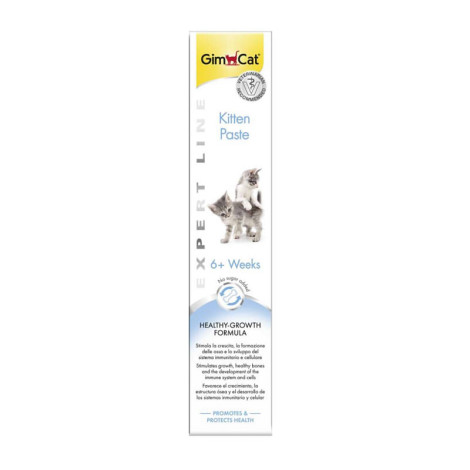 GimCat
VETERINARIAN
RECOMMENDED
EXPERT LINE
Kitten
Paste
6+ Weeks
No sugar added
HEALTHY-GROWTH
FORMULA
Stimola la crescita, la formazione
delle ossa e lo sviluppo del
sistema immunitario e cellulare
Stimulates growth, healthy bones
and the development of the
immune system and cells
Favorece el crecimiento, la
estructura ósea y el desarrollo de
los sistemas inmunitario y celular
PROMOTES &
PROTECTS HEALTH